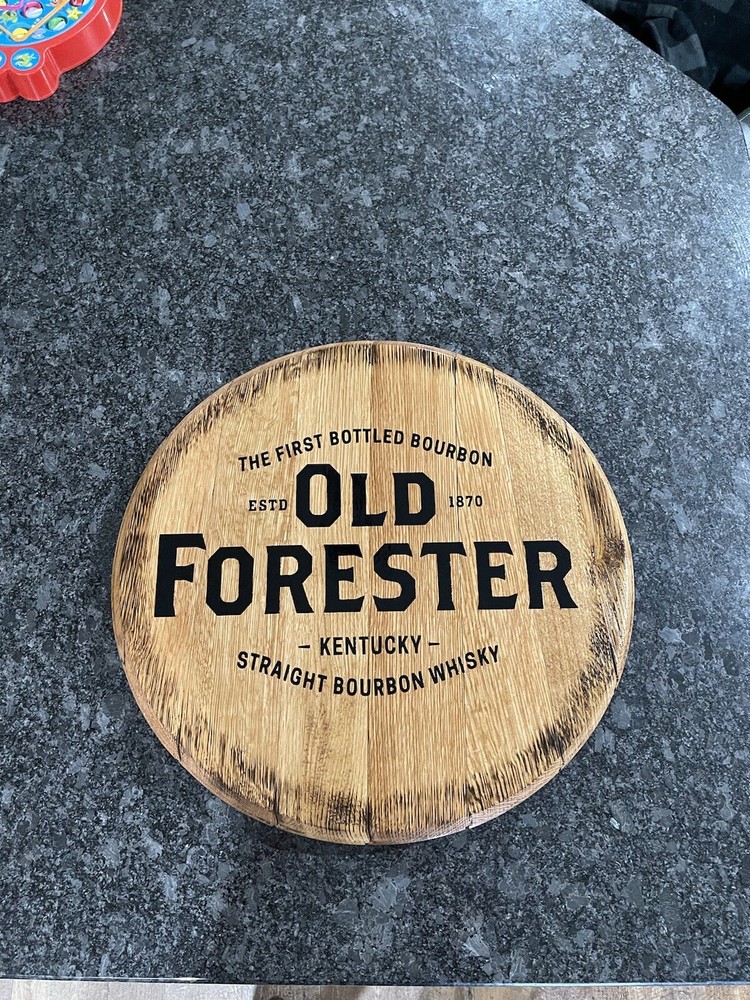 THE FIRST BOTTLED BOURBON
ESTD OLD 1870
FORESTER
– KENTUCKY –
STRAIGHT BOURBON WHISKY